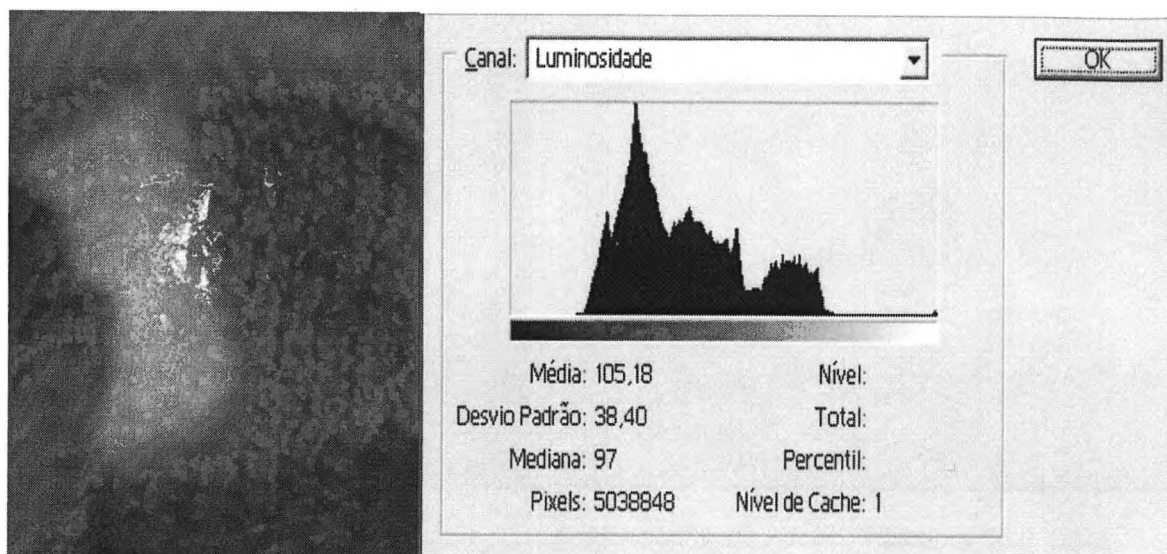 Canal: Luminosidade
OK
Média: 105,18 Nível:
Desvio Padrão: 38,40 Total:
Mediana: 97 Percentil:
Pixels: 5038848 Nível de Cache: 1